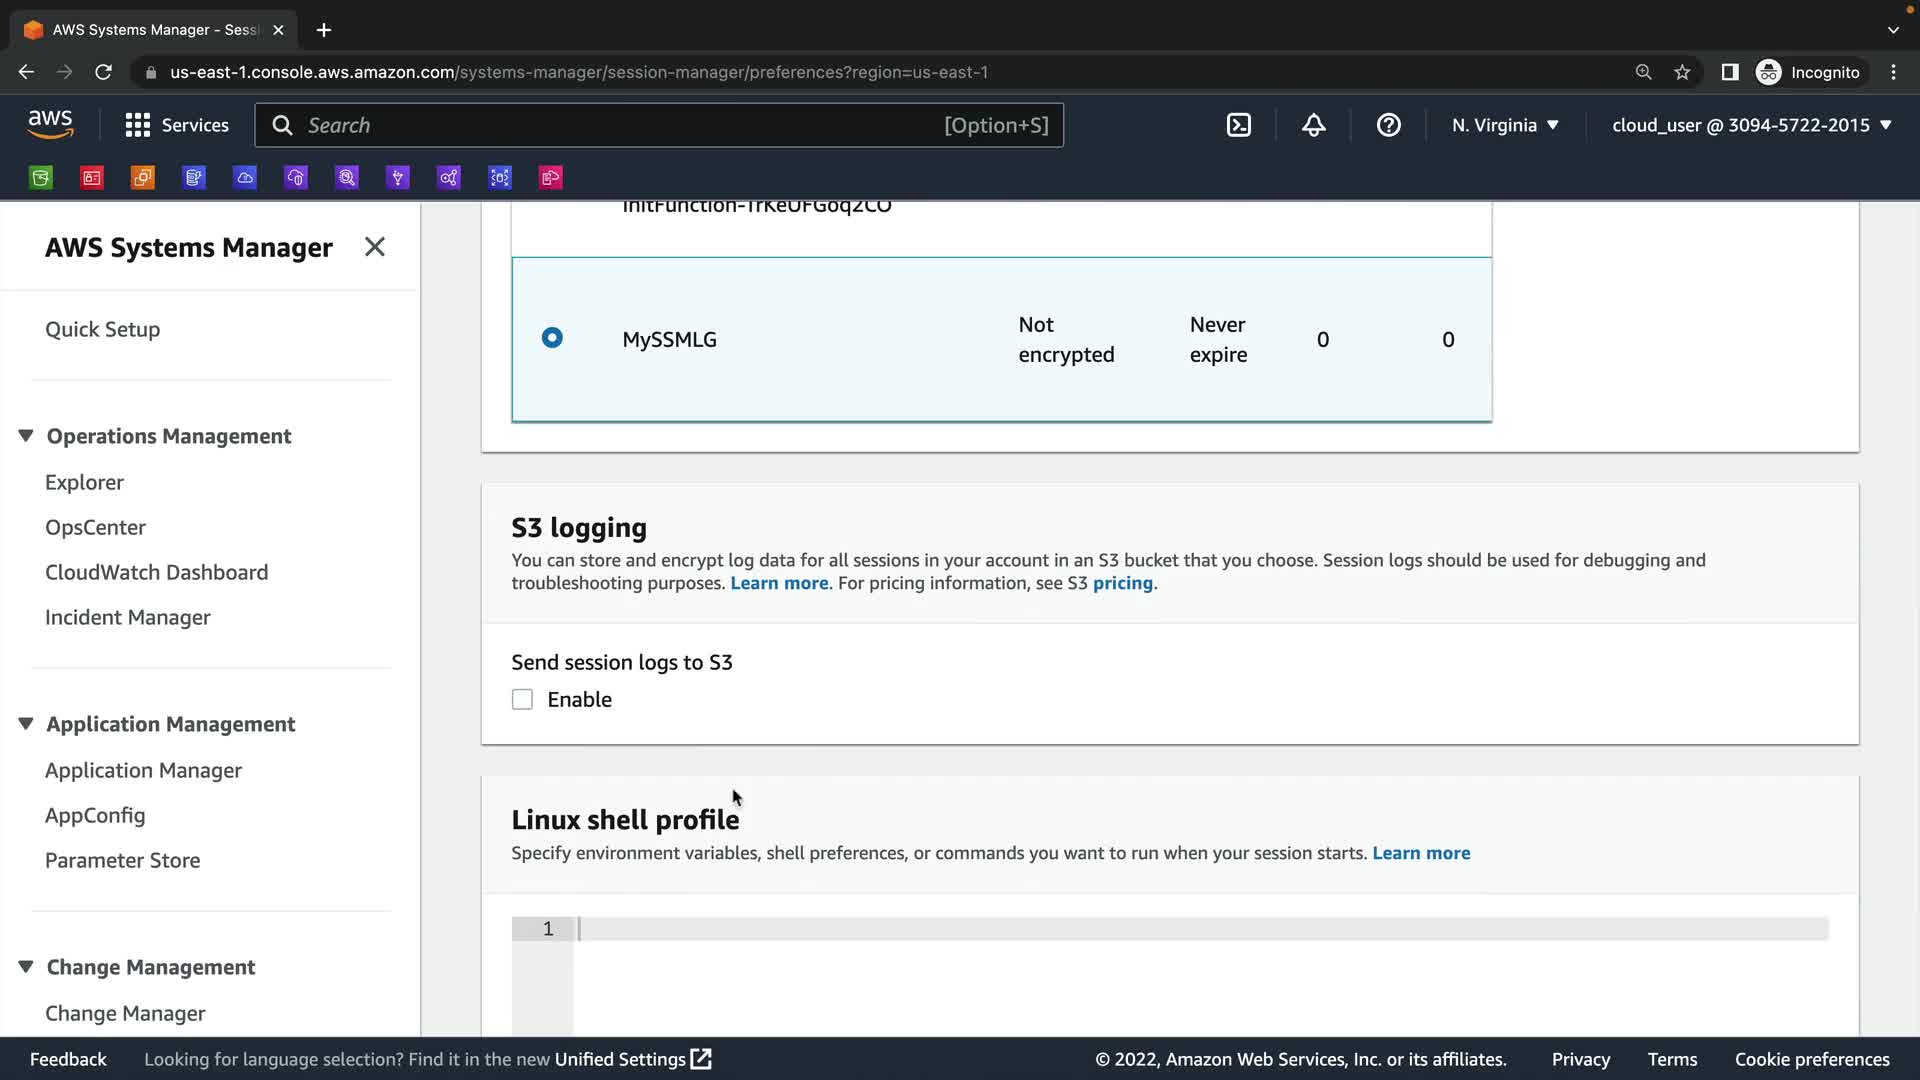 AWS Systems Manager - Sess
us-east-1.console.aws.amazon.com/systems-manager/session-manager/preferences?region=us-east-1
Incognito
aws
Services
Search
[Option+S]
N. Virginia
cloud_user @ 3094-5722-2015
AWS Systems Manager
Quick Setup
Operations Management
Explorer
OpsCenter
CloudWatch Dashboard
Incident Manager
Application Management
Application Manager
AppConfig
Parameter Store
Change Management
Change Manager
MySSMLG
Not
encrypted
Never
expire
0
0
S3 logging
You can store and encrypt log data for all sessions in your account in an S3 bucket that you choose. Session logs should be used for debugging and
troubleshooting purposes. Learn more. For pricing information, see S3 pricing.
Send session logs to S3
Enable
Linux shell profile
Specify environment variables, shell preferences, or commands you want to run when your session starts. Learn more
1
Feedback
Looking for language selection? Find it in the new Unified Settings
© 2022, Amazon Web Services, Inc. or its affiliates.
Privacy
Terms
Cookie preferences